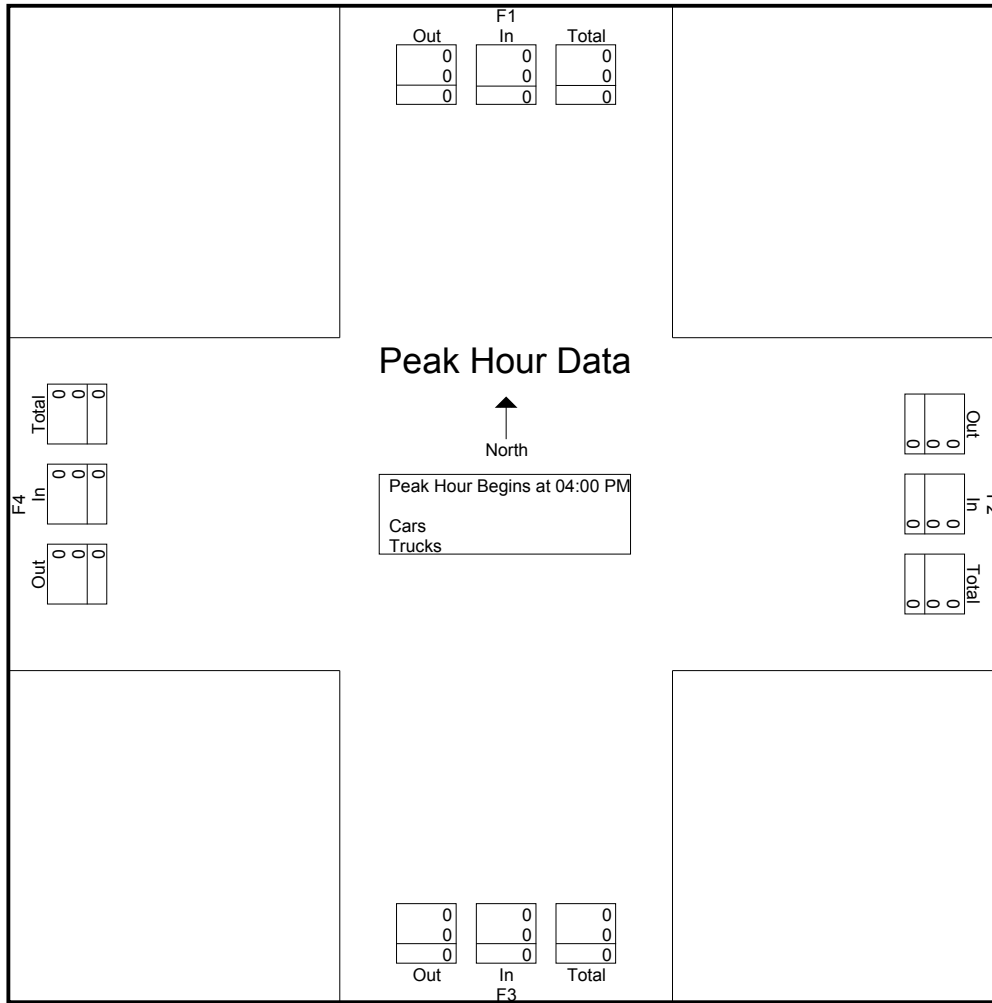 F1
Out In Total
0 0 0
0 0 0
0 0 0
Peak Hour Data
North
Peak Hour Begins at 04:00 PM
Cars
Trucks
Total
0 0 0
In
0 0 0
Out
0 0 0
F4
Out
0 0 0
In
0 0 0
Total
0 0 0
F2
0 0 0
0 0 0
0 0 0
Out In Total
F3